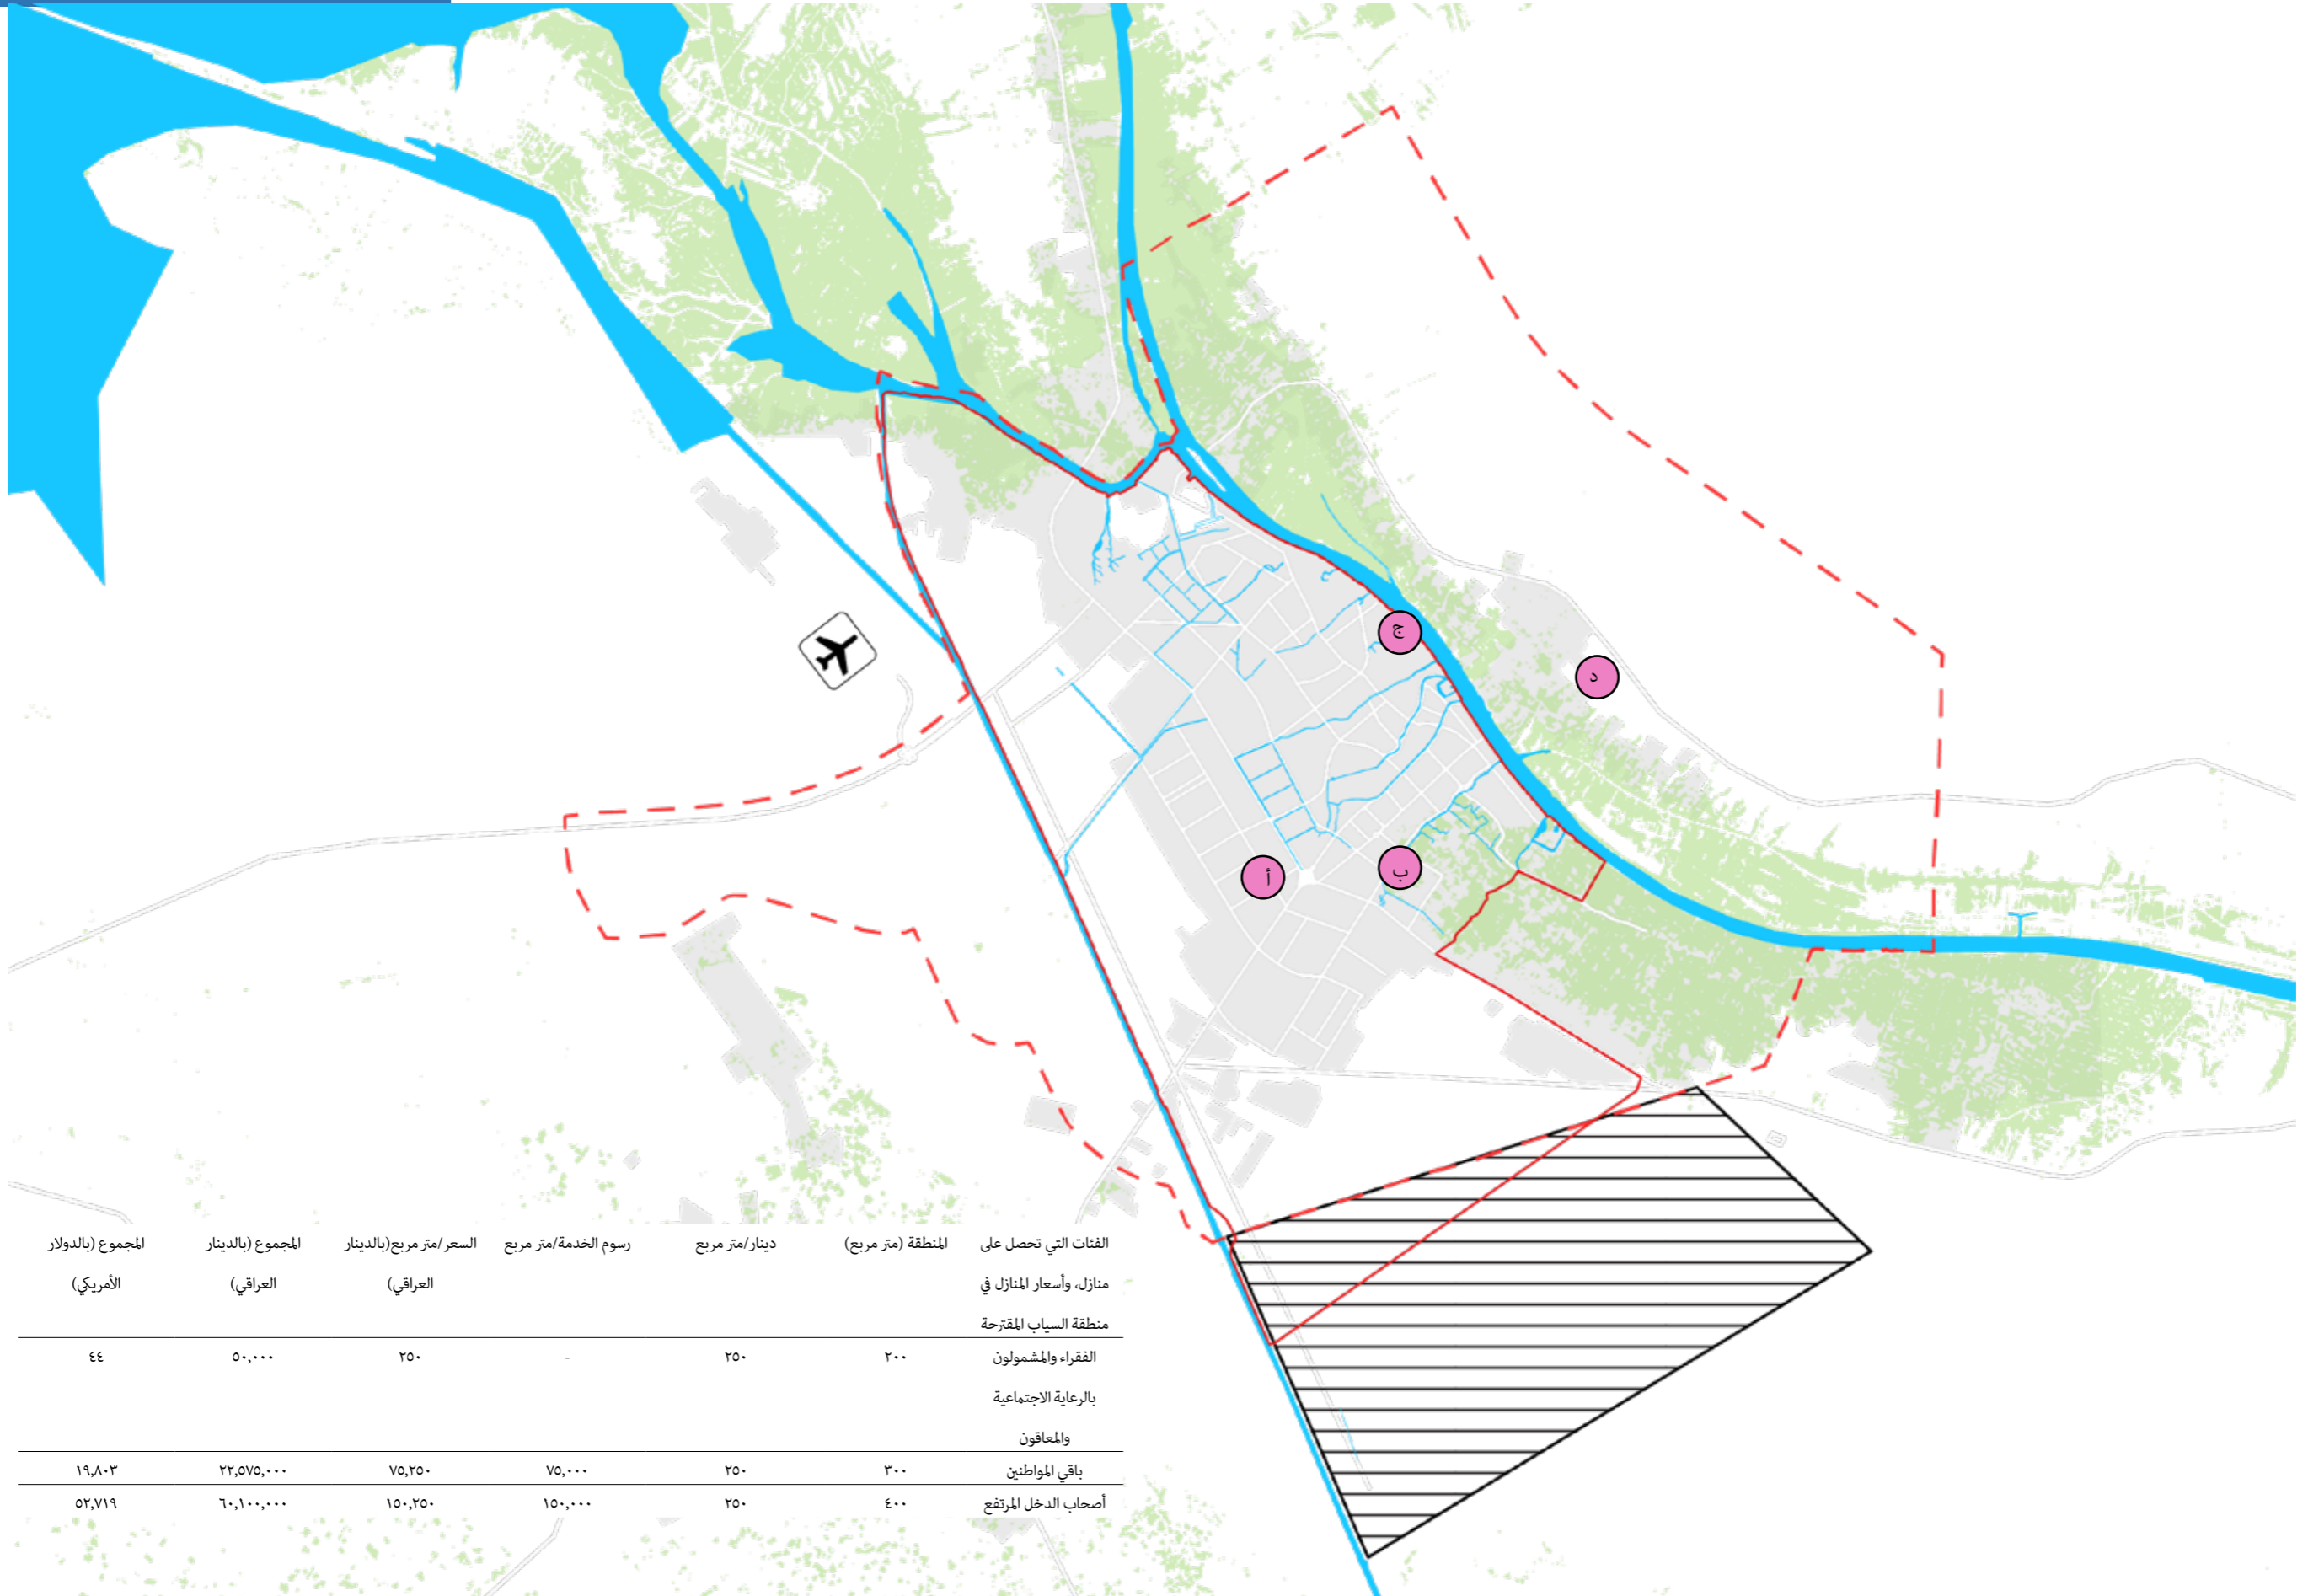 ج
د
أ
ب
الفئات التي تحصل على منازل، وأسعار المنازل في منطقة السياب المقترحة | المنطقة (متر مربع) | دينار/متر مربع | رسوم الخدمة/متر مربع | السعر/متر مربع(بالدينار العراقي) | المجموع (بالدينار العراقي) | المجموع (بالدولار الأمريكي)
الفقراء والمشمولون بالرعاية الاجتماعية والمعاقون | ٢٠٠ | ٢٥٠ | - | ٢٥٠ | ٥٠,٠٠٠ | ٤٤
باقي المواطنين | ٣٠٠ | ٢٥٠ | ٧٥,٠٠٠ | ٧٥,٢٥٠ | ٢٢,٥٧٥,٠٠٠ | ١٩,٨٠٣
أصحاب الدخل المرتفع | ٤٠٠ | ٢٥٠ | ١٥٠,٠٠٠ | ١٥٠,٢٥٠ | ٦٠,١٠٠,٠٠٠ | ٥٢,٧١٩